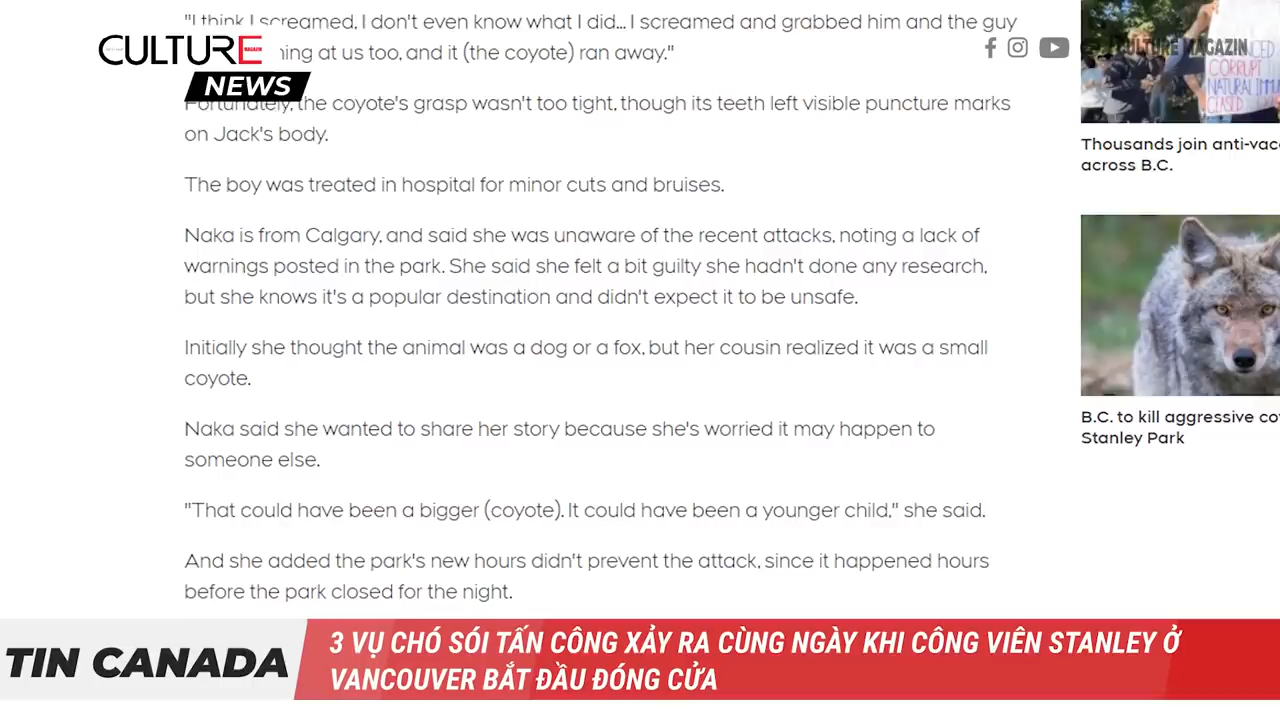 "I think I screamed, I don't even know what I did... I screamed and grabbed him and the guy
CULTURE
MAGAZIN
NEWS
at us too, and it (the coyote) ran away."
Fortunately, the coyote's grasp wasn't too tight, though its teeth left visible puncture marks
on Jack's body.
The boy was treated in hospital for minor cuts and bruises.
Naka is from Calgary, and said she was unaware of the recent attacks, noting a lack of
warnings posted in the park. She said she felt a bit guilty she hadn't done any research,
but she knows it's a popular destination and didn't expect it to be unsafe.
Initially she thought the animal was a dog or a fox, but her cousin realized it was a small
coyote.
Naka said she wanted to share her story because she's worried it may happen to
someone else.
"That could have been a bigger (coyote). It could have been a younger child," she said.
And she added the park's new hours didn't prevent the attack, since it happened hours
before the park closed for the night.
CULTURE MAGAZIN
CORRUPT
NATURAL
Thousands join anti-vac
across B.C.
B.C. to kill aggressive co
Stanley Park
TIN CANADA
3 VỤ CHÓ SÓI TẤN CÔNG XẢY RA CÙNG NGÀY KHI CÔNG VIÊN STANLEY Ở
VANCOUVER BẮT ĐẦU ĐÓNG CỬA